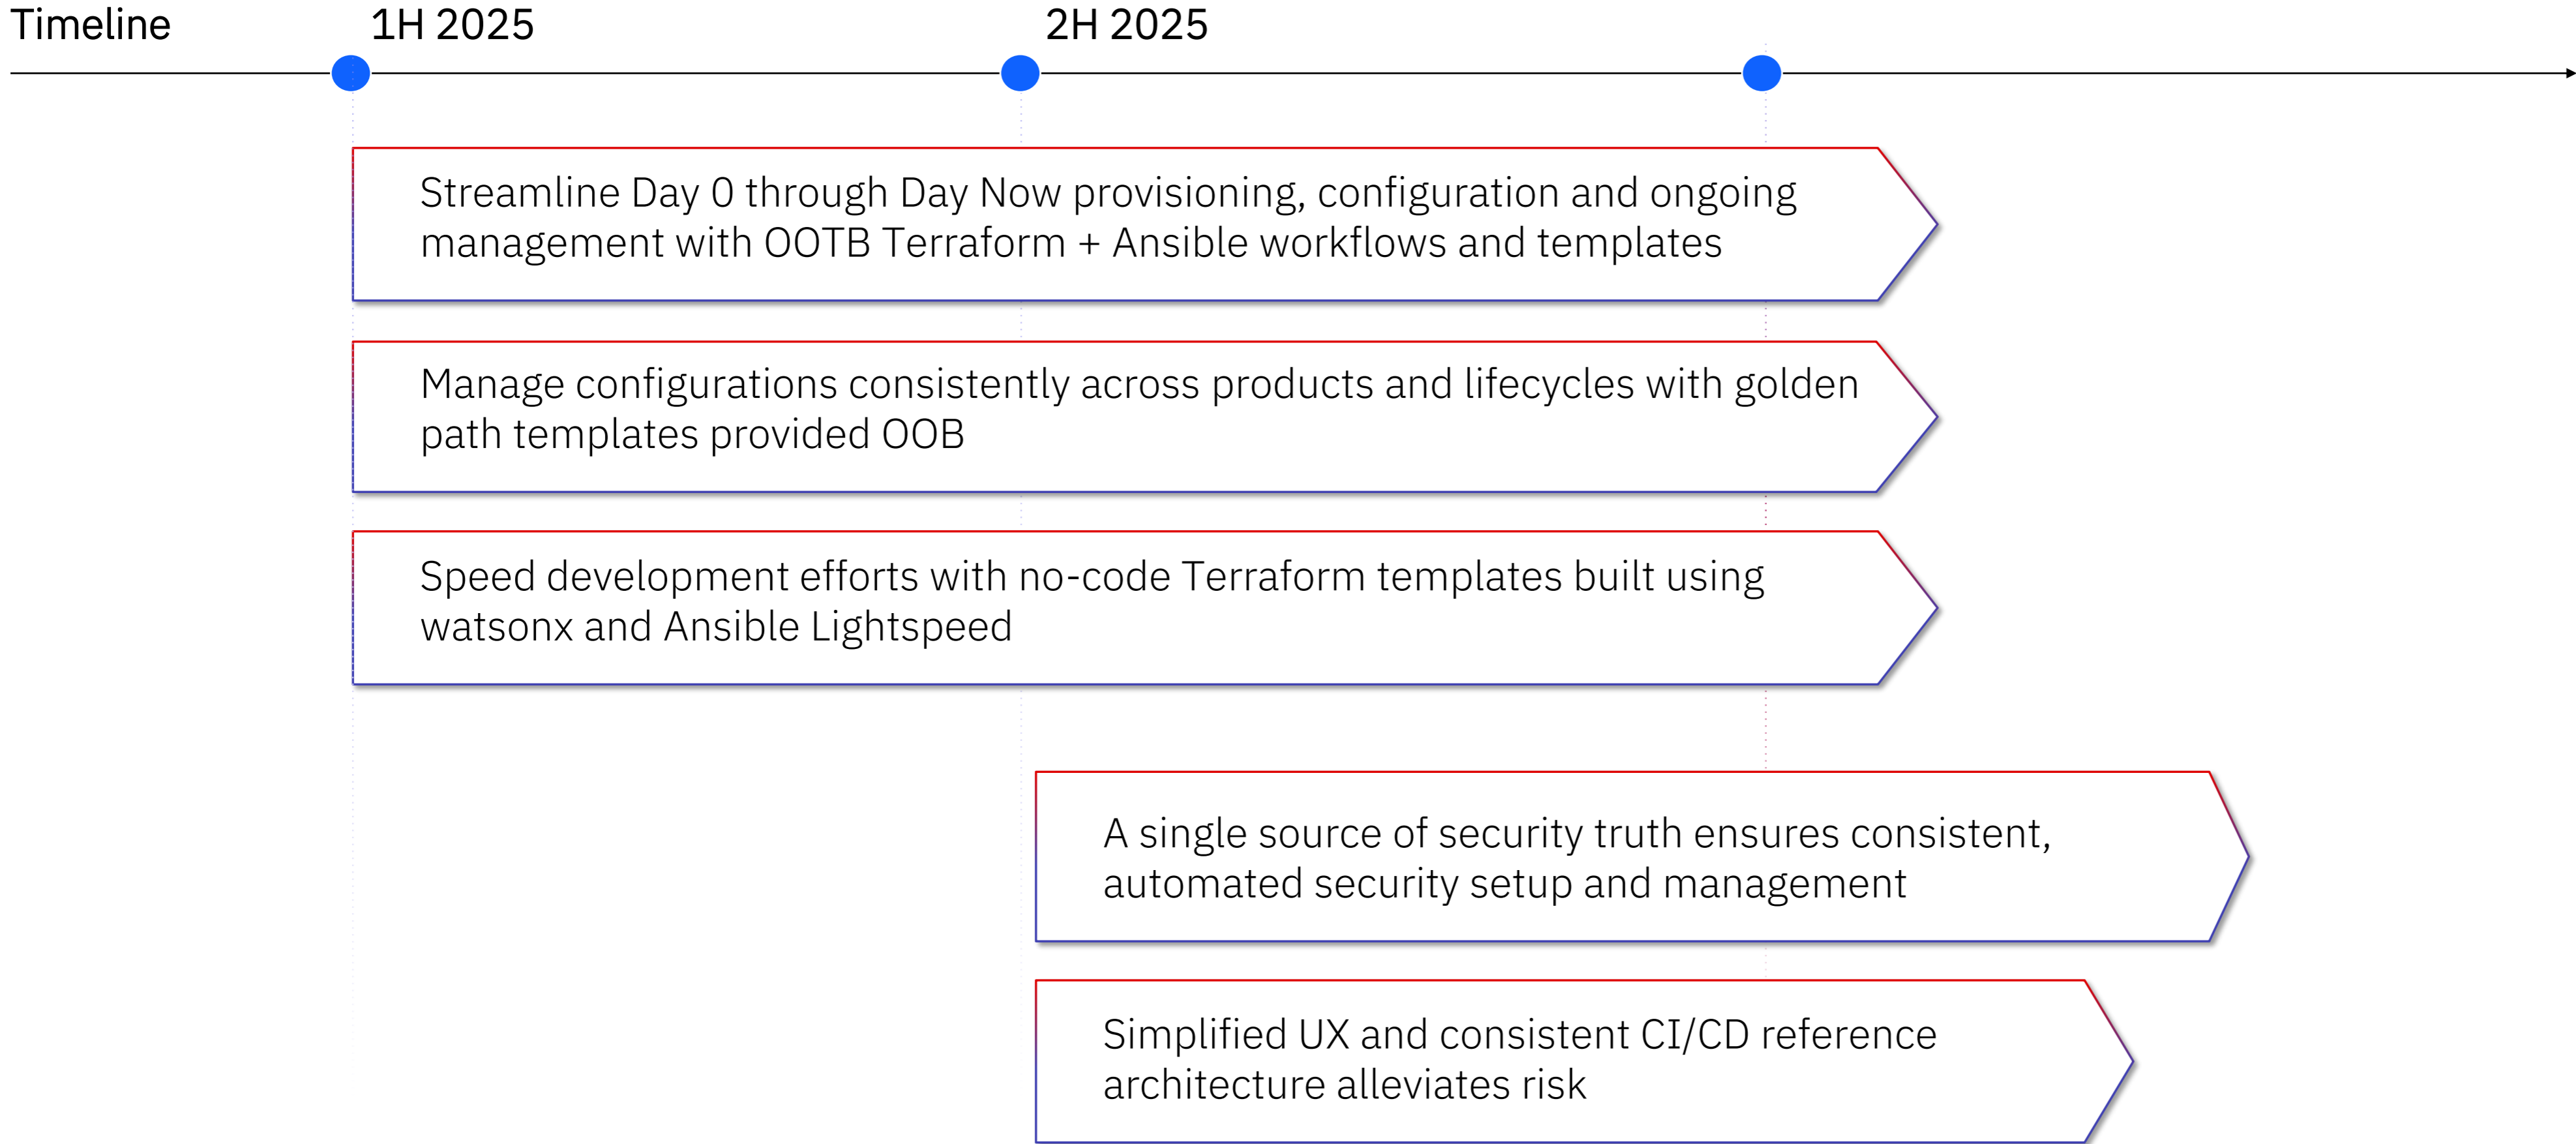 Timeline
1H 2025
2H 2025
Streamline Day 0 through Day Now provisioning, configuration and ongoing
management with OOTB Terraform + Ansible workflows and templates
Manage configurations consistently across products and lifecycles with golden
path templates provided OOB
Speed development efforts with no-code Terraform templates built using
watsonx and Ansible Lightspeed
A single source of security truth ensures consistent,
automated security setup and management
Simplified UX and consistent CI/CD reference
architecture alleviates risk